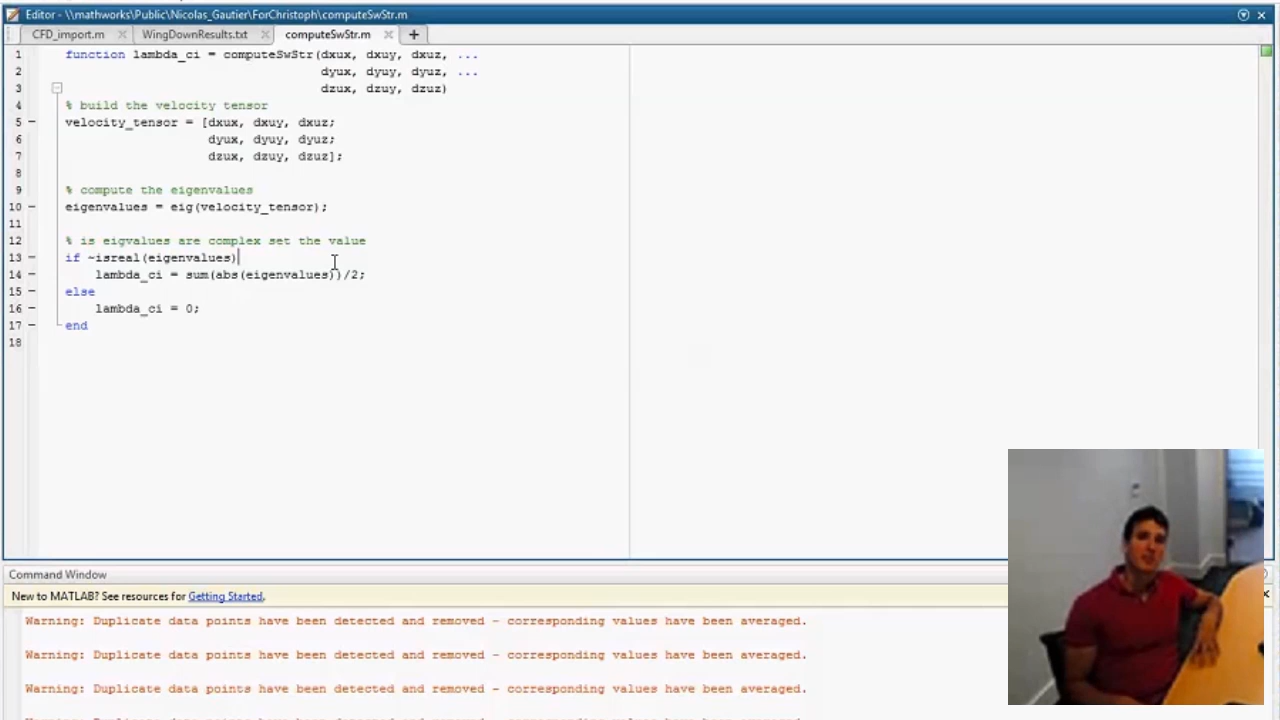 Editor - \\mathworks\Public\Nicolas_Gautier\ForChristoph\computeSwStr.m
CFD_import.m WingDownResults.txt computeSwStr.m
1 function lambda_ci = computeSwStr(dxux, dxuy, dxuz, ...
2 dyux, dyuy, dyuz, ...
3 dzux, dzuy, dzuz)
4 % build the velocity tensor
5 velocity_tensor = [dxux, dxuy, dxuz;
6 dyux, dyuy, dyuz;
7 dzux, dzuy, dzuz];
8
9 % compute the eigenvalues
10 eigenvalues = eig(velocity_tensor);
11
12 % is eigvalues are complex set the value
13 if ~isreal(eigenvalues)
14 lambda_ci = sum(abs(eigenvalues))/2;
15 else
16 lambda_ci = 0;
17 end
18
Command Window
New to MATLAB? See resources for Getting Started.
Warning: Duplicate data points have been detected and removed - corresponding values have been averaged.
Warning: Duplicate data points have been detected and removed - corresponding values have been averaged.
Warning: Duplicate data points have been detected and removed - corresponding values have been averaged.